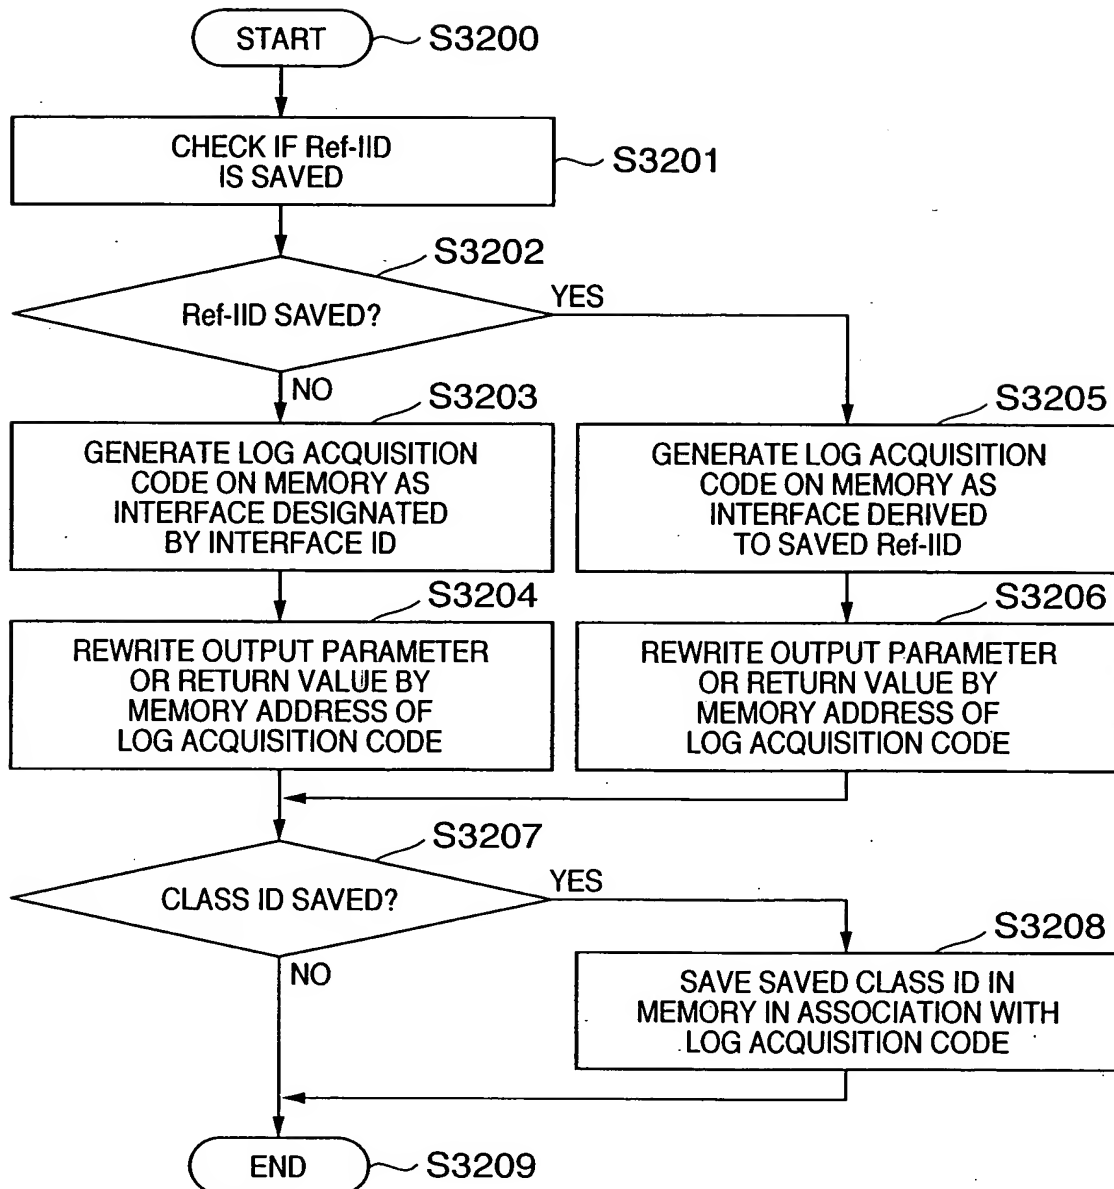 START
S3200
CHECK IF Ref-IID
IS SAVED
S3201
S3202
Ref-IID SAVED?
YES
NO
S3203
GENERATE LOG ACQUISITION
CODE ON MEMORY AS
INTERFACE DESIGNATED
BY INTERFACE ID
S3205
GENERATE LOG ACQUISITION
CODE ON MEMORY AS
INTERFACE DERIVED
TO SAVED Ref-IID
S3204
REWRITE OUTPUT PARAMETER
OR RETURN VALUE BY
MEMORY ADDRESS OF
LOG ACQUISITION CODE
S3206
REWRITE OUTPUT PARAMETER
OR RETURN VALUE BY
MEMORY ADDRESS OF
LOG ACQUISITION CODE
S3207
CLASS ID SAVED?
YES
NO
S3208
SAVE SAVED CLASS ID IN
MEMORY IN ASSOCIATION WITH
LOG ACQUISITION CODE
END
S3209